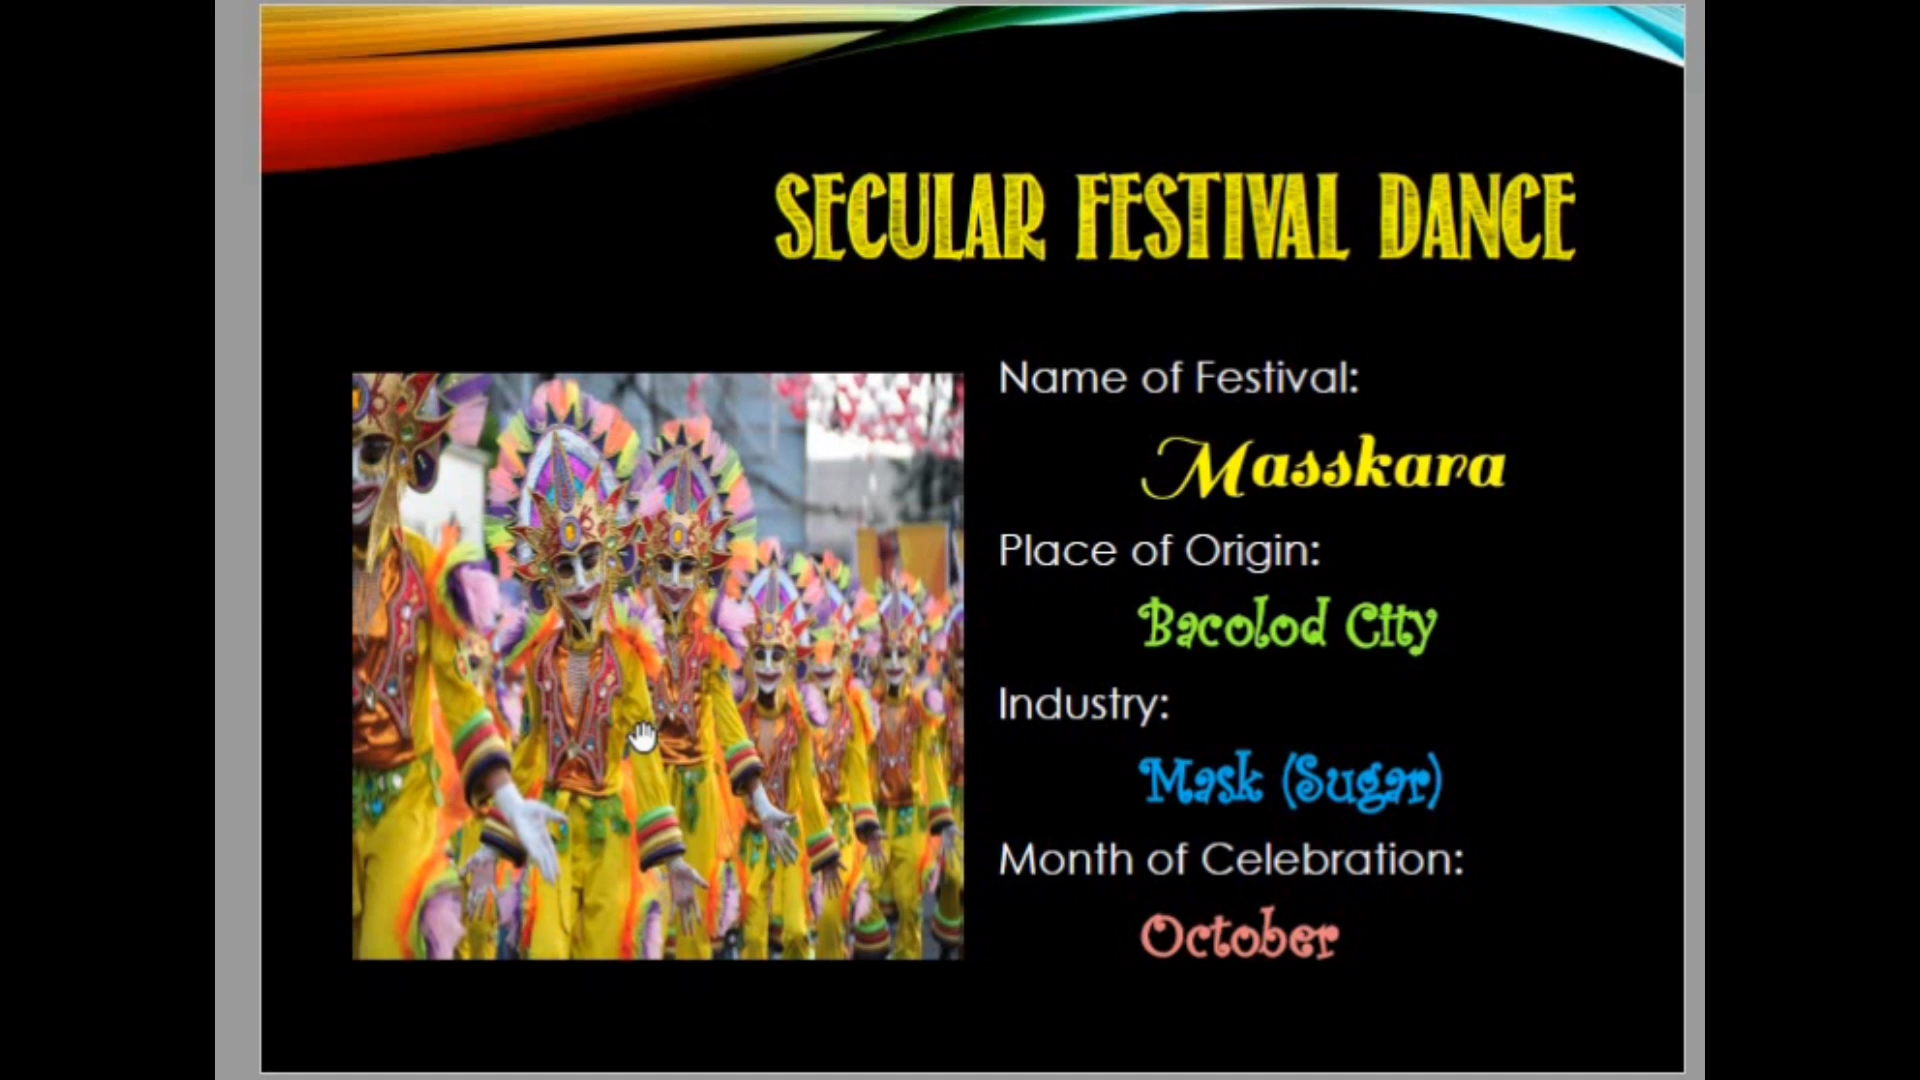 SECULAR FESTIVAL DANCE
Name of Festival:
Masskara
Place of Origin:
Bacolod City
Industry:
Mask (Sugar)
Month of Celebration:
October